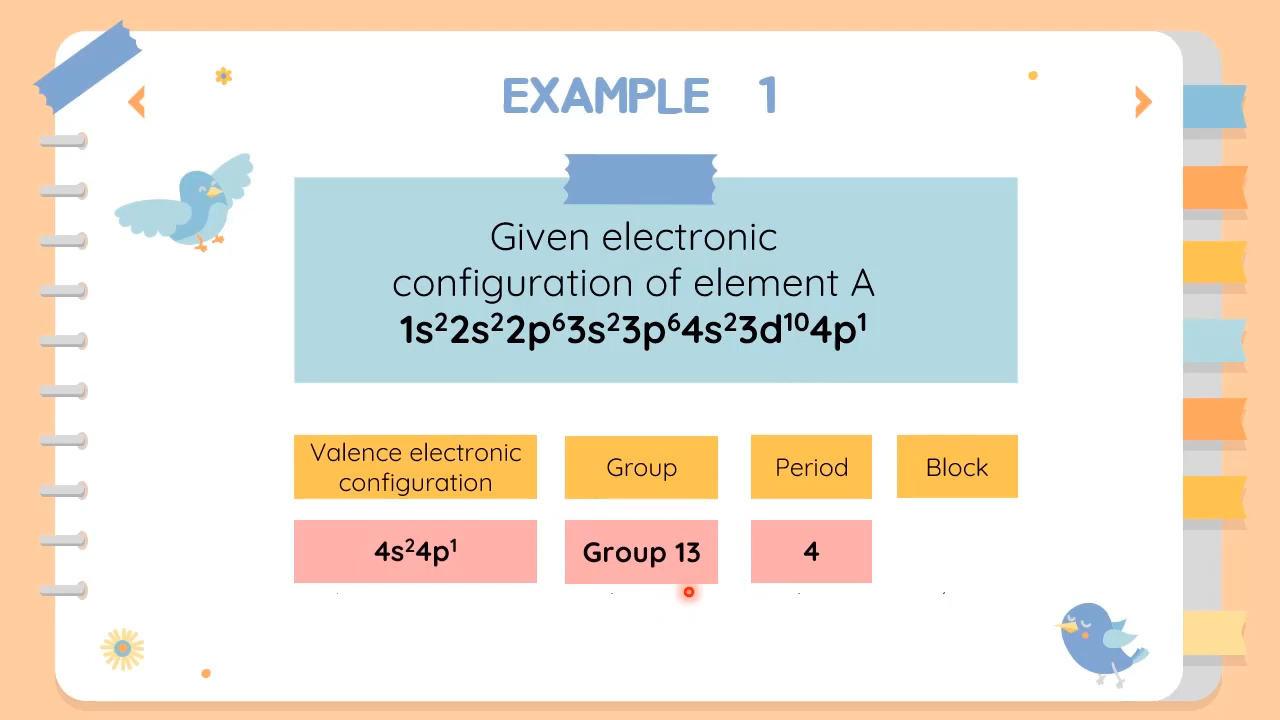 EXAMPLE 1
Given electronic
configuration of element A
1s²2s²2p⁶3s²3p⁶4s²3d¹⁰4p¹
Valence electronic
configuration
Group
Period
Block
4s²4p¹
Group 13
4